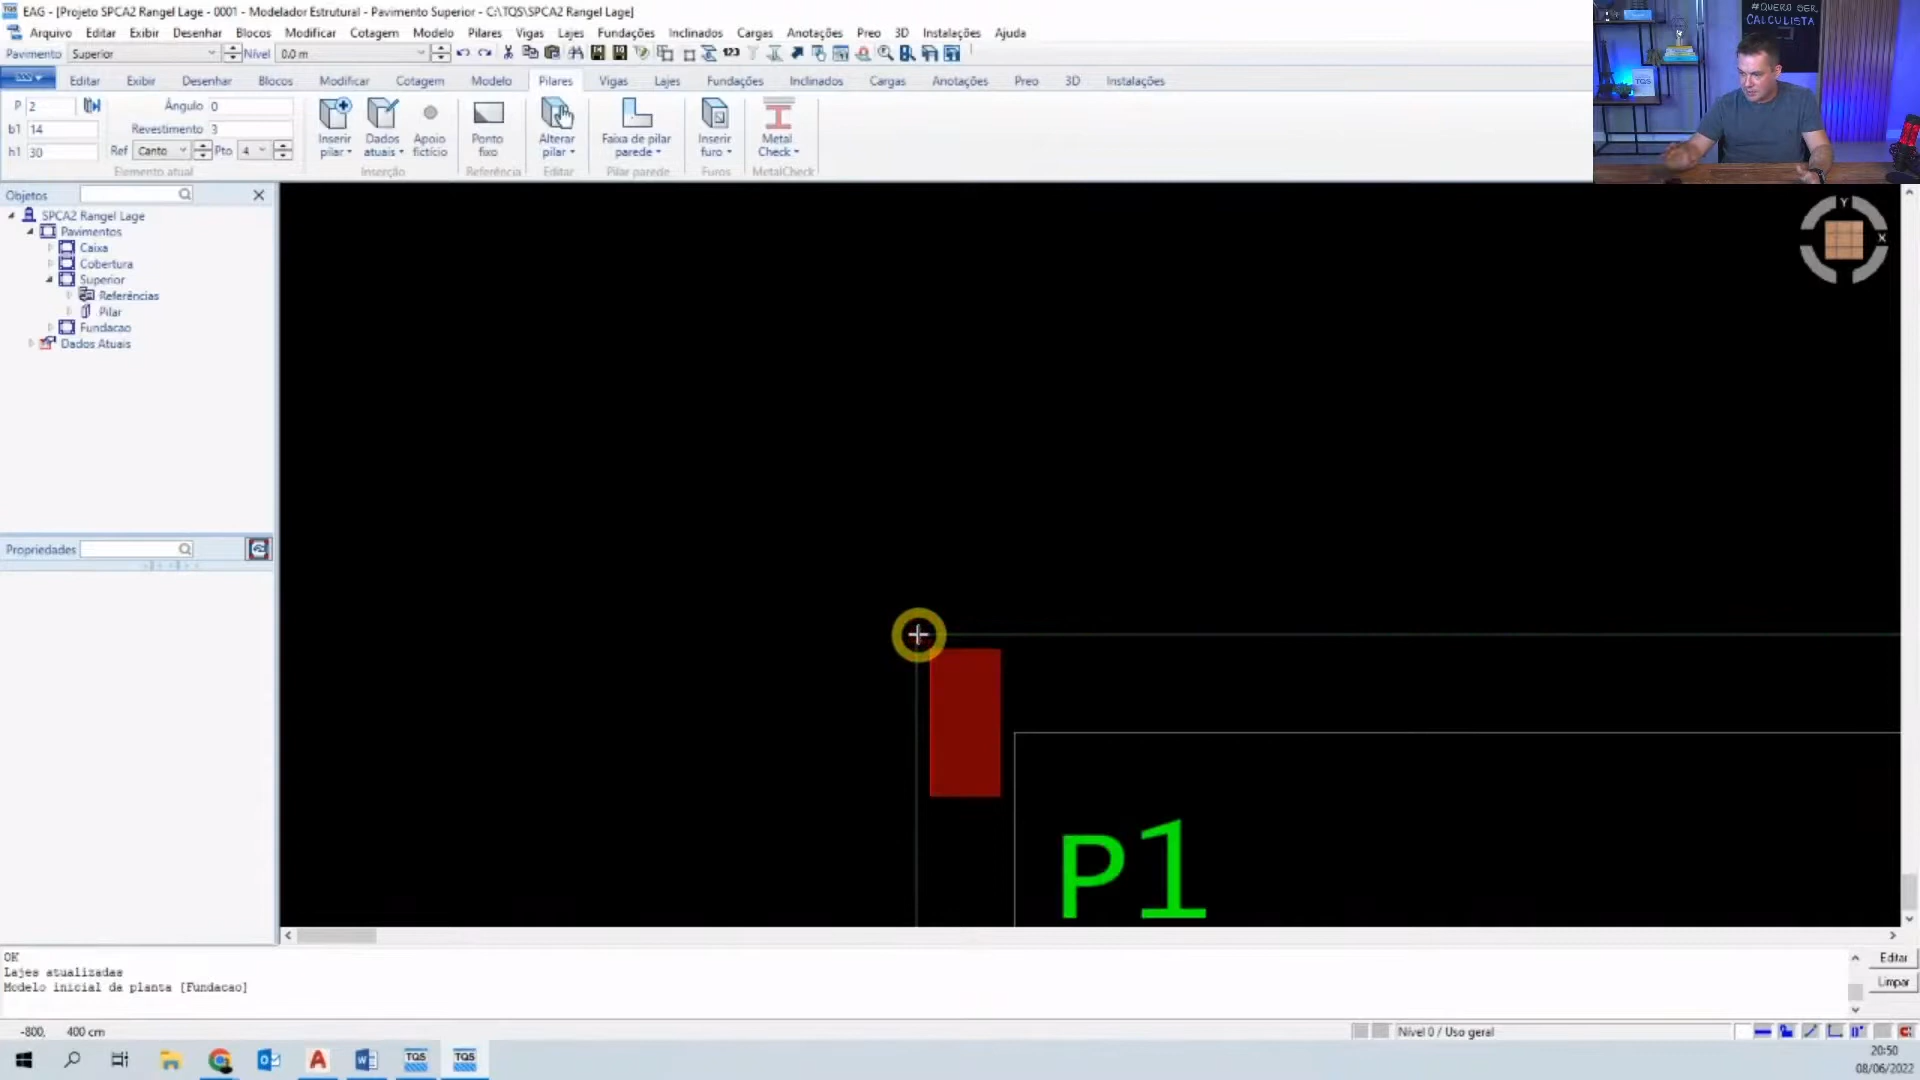 EAG - [Projeto SPCA2 Rangel Lage - 0001 - Modelador Estrutural - Pavimento Superior - C:\TQS\SPCA2 Rangel Lage]
Arquivo Editar Exibir Desenhar Blocos Modificar Cotagem Modelo Pilares Vigas Lajes Fundações Inclinados Cargas Anotações Preo 3D Instalações Ajuda
Pavimento Superior Nível 0.0 m 123
Editar Exibir Desenhar Blocos Modificar Cotagem Modelo Pilares Vigas Lajes Fundações Inclinados Cargas Anotações Preo 3D Instalações
P 2 Ângulo 0
b1 14 Revestimento 3
h1 30 Ref Canto Pto 4
Elemento atual
Inserir pilar
Dados atuais
Apoio fictício
Inserção
Ponto fixo
Referência
Alterar pilar
Editar
Faixa de pilar parede
Pilar parede
Inserir furo
Furos
Metal Check
MetalCheck
#QUERO SER
CALCULISTA
TQS
Objetos
SPCA2 Rangel Lage
Pavimentos
Caixa
Cobertura
Superior
Referências
Pilar
Fundacao
Dados Atuais
Propriedades
Y
X
P1
OK
Lajes atualizadas
Modelo inicial da planta [Fundacao]
Editar
Limpar
-800, 400 cm
Nível 0 / Uso geral
TQS
TQS
20:50
08/06/2022